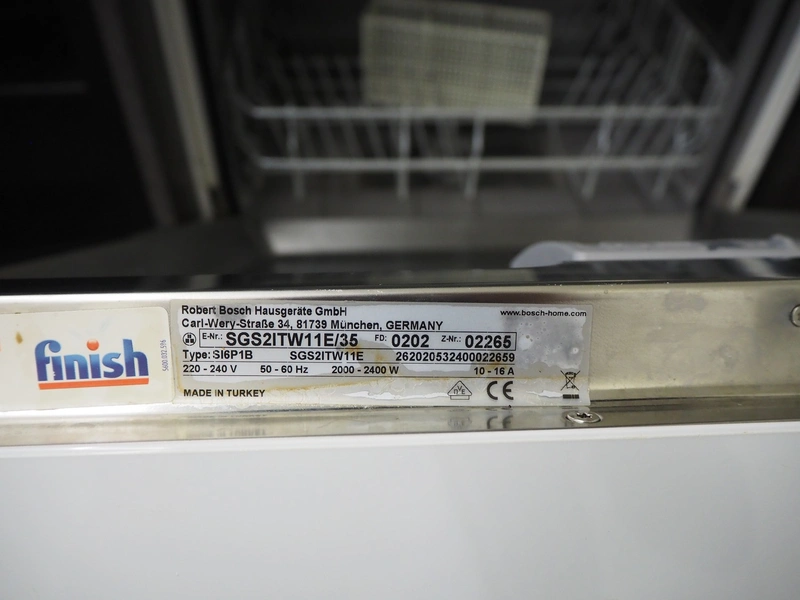 Robert Bosch Hausgeräte GmbH
www.bosch-home.com
Carl-Wery-Straße 34, 81739 München, GERMANY
E-Nr.: SGS2ITW11E/35 FD: 0202 Z-Nr.: 02265
Type: SI6P1B SGS2ITW11E 262020532400022659
220 - 240 V 50 - 60 Hz 2000 - 2400 W 10 - 16 A
MADE IN TURKEY
CE
finish